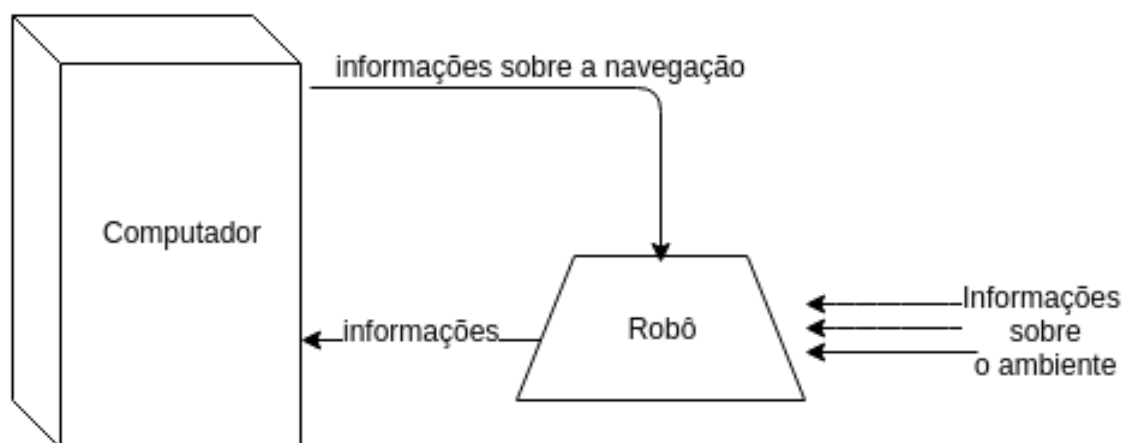 informações sobre a navegação
Computador
informações
Robô
Informações
sobre
o ambiente